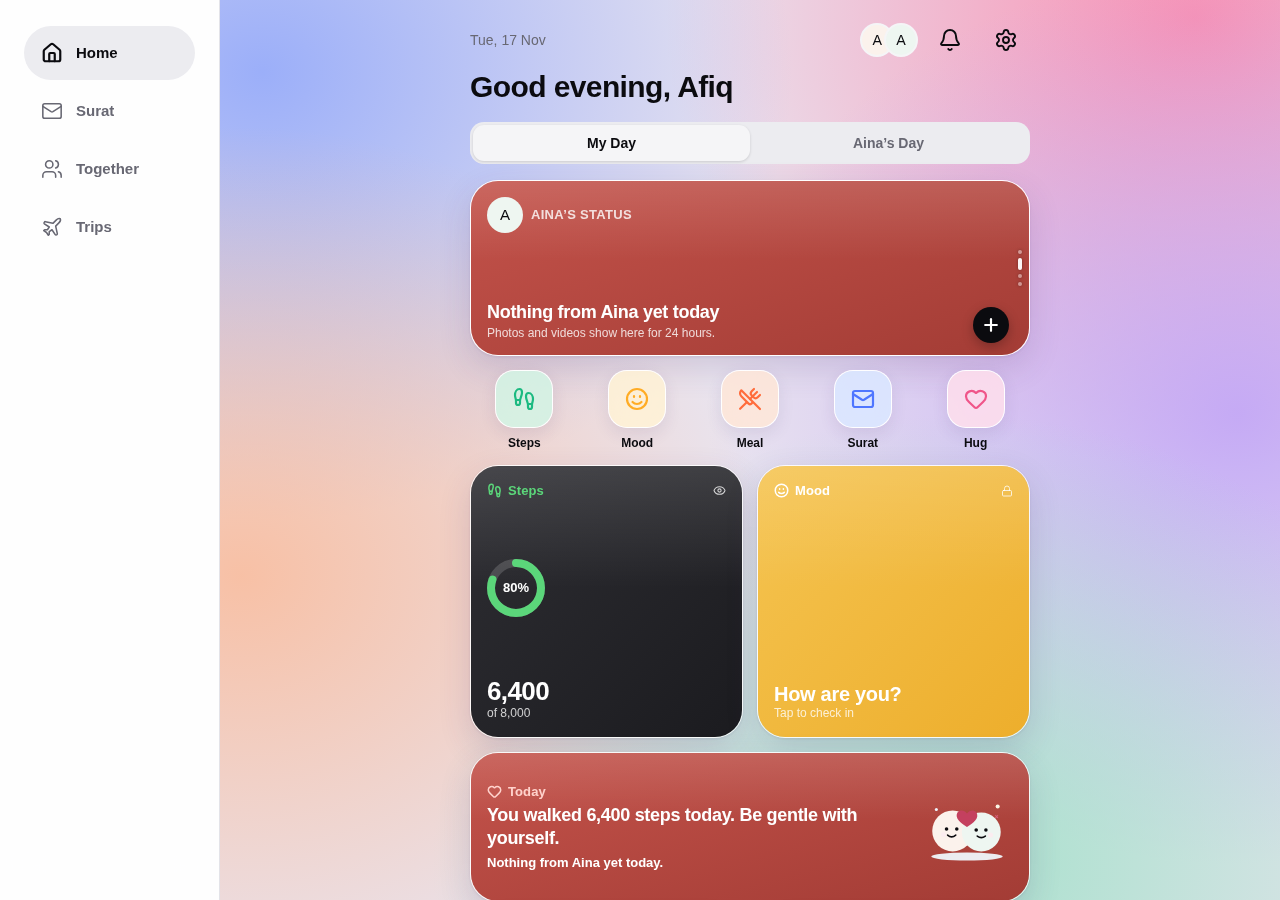 Home
Surat
Together
Trips
Tue, 17 Nov
A A
Good evening, Afiq
My Day
Aina’s Day
A AINA’S STATUS
Nothing from Aina yet today
Photos and videos show here for 24 hours.
Steps
Mood
Meal
Surat
Hug
Steps
80%
6,400
of 8,000
Mood
How are you?
Tap to check in
Today
You walked 6,400 steps today. Be gentle with
yourself.
Nothing from Aina yet today.